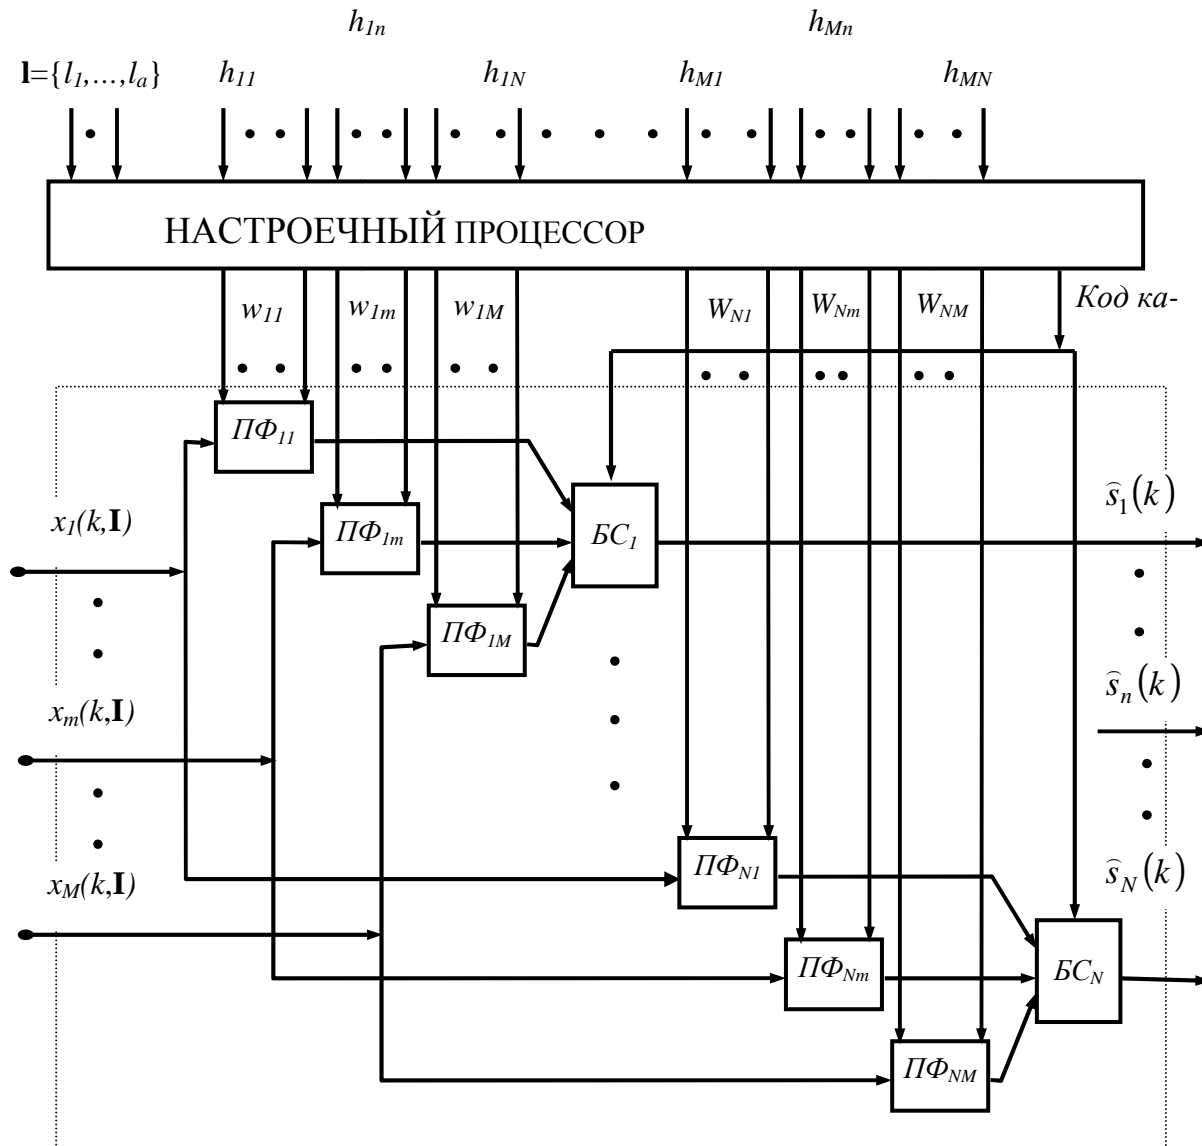 h1n hMn
l={l1,...,la} h11 h1N hM1 hMN
НАСТРОЕЧНЫЙ ПРОЦЕССОР
w11 w1m w1M WN1 WNm WNM Код ка-
ПФ11
x1(k,I) ПФ1m БС1 ŝ1(k)
ПФ1M
xm(k,I) ŝn(k)
xM(k,I) ПФN1 ŝN(k)
ПФNm БСN
ПФNM